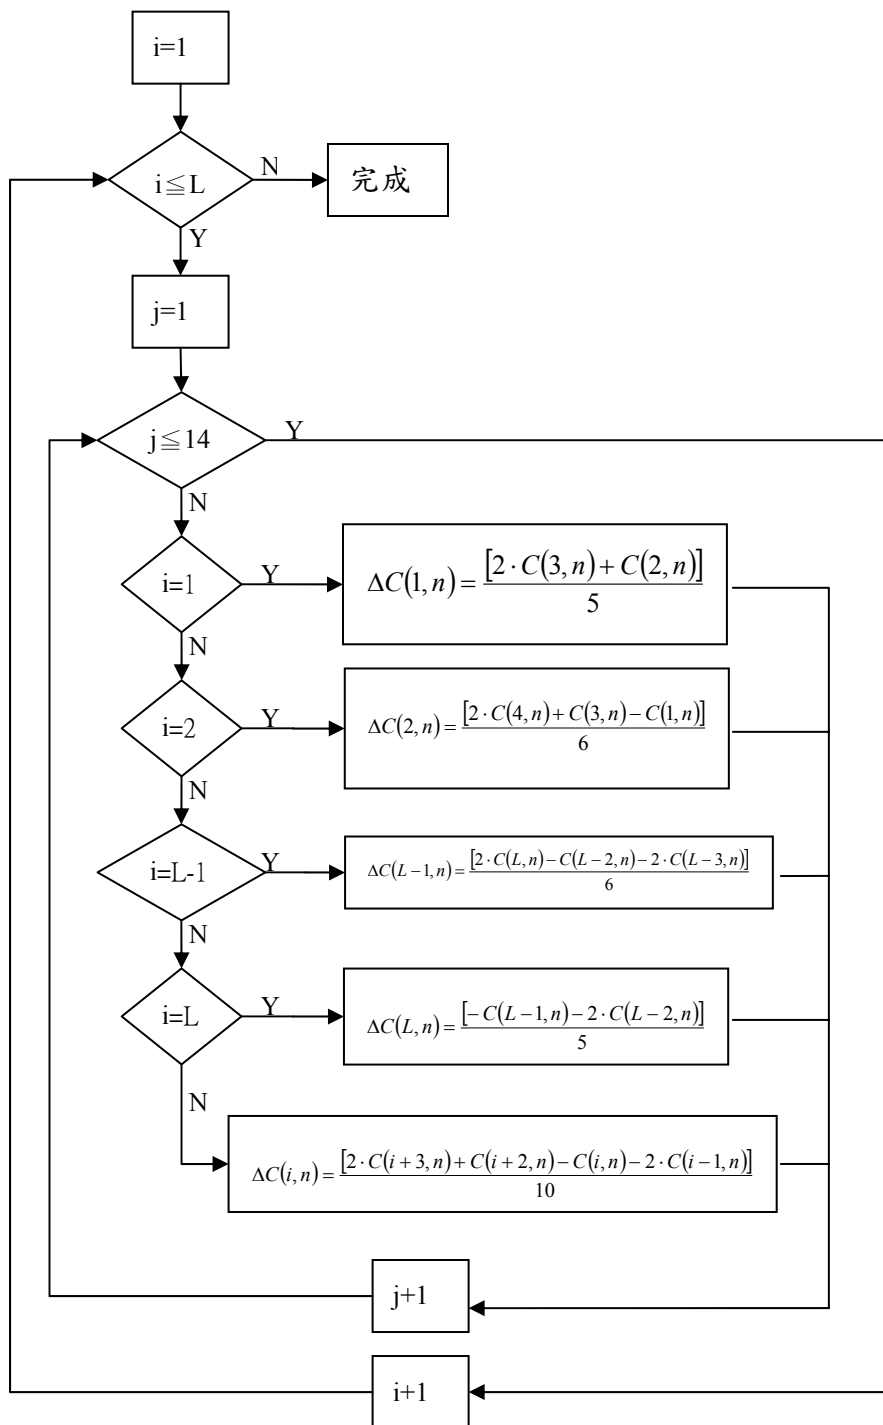 i=1
i≦L
N
完成
Y
j=1
j≦14
Y
N
i=1
Y
ΔC(1,n)=[2·C(3,n)+C(2,n)]/5
N
i=2
Y
ΔC(2,n)=[2·C(4,n)+C(3,n)−C(1,n)]/6
N
i=L-1
Y
ΔC(L−1,n)=[2·C(L,n)−C(L−2,n)−2·C(L−3,n)]/6
N
i=L
Y
ΔC(L,n)=[−C(L−1,n)−2·C(L−2,n)]/5
N
ΔC(i,n)=[2·C(i+3,n)+C(i+2,n)−C(i,n)−2·C(i−1,n)]/10
j+1
i+1